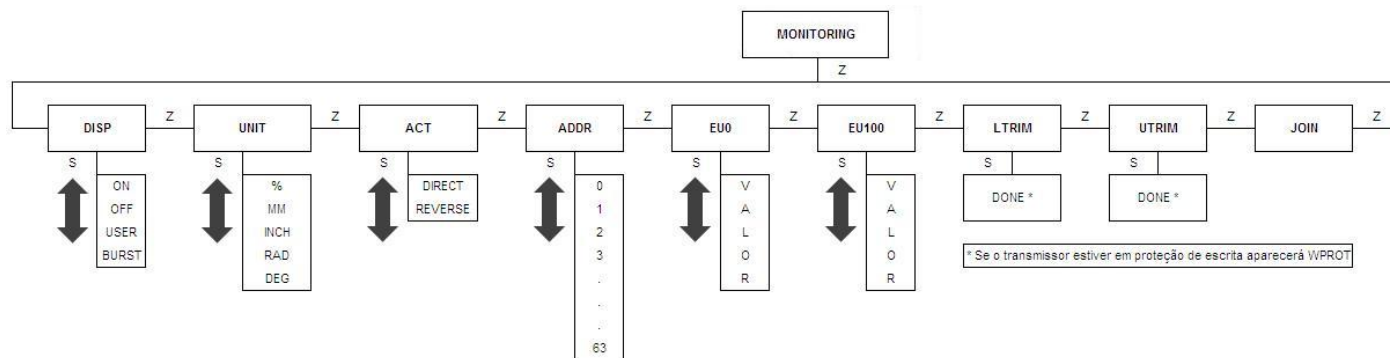 MONITORING
Z
DISP
Z
UNIT
Z
ACT
Z
ADDR
Z
EU0
Z
EU100
Z
LTRIM
Z
UTRIM
Z
JOIN
Z
S
ON
OFF
USER
BURST
S
%
MM
INCH
RAD
DEG
S
DIRECT
REVERSE
S
0
1
2
3
.
.
.
63
S
V
A
L
O
R
S
V
A
L
O
R
S
DONE *
S
DONE *
* Se o transmissor estiver em proteção de escrita aparecerá WPROT